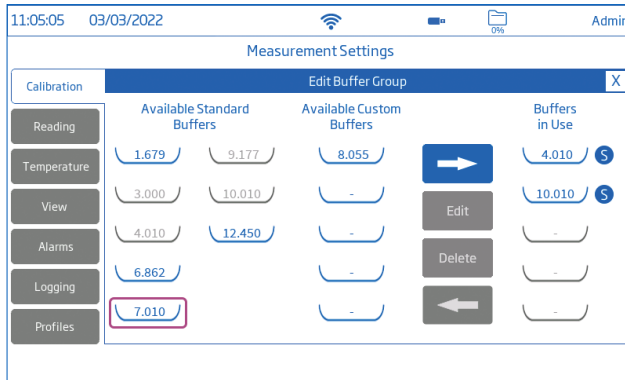 11:05:05 03/03/2022 0% Admin
Measurement Settings
Calibration Edit Buffer Group X
Available Standard Buffers Available Custom Buffers Buffers in Use
Reading
1.679 9.177 8.055 4.010 S
Temperature
3.000 10.010 - 10.010 S
View Edit
4.010 12.450 - -
Alarms Delete
6.862 - -
Logging
7.010 - -
Profiles